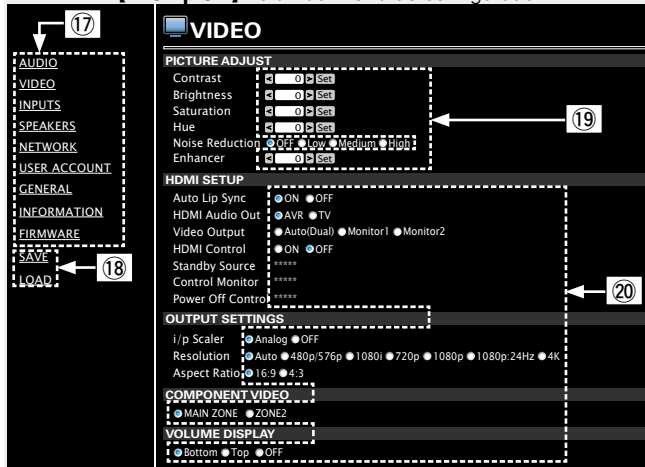 ⑰
AUDIO
VIDEO
INPUTS
SPEAKERS
NETWORK
USER ACCOUNT
GENERAL
INFORMATION
FIRMWARE
SAVE
LOAD
⑱
VIDEO
PICTURE ADJUST
Contrast < 0 > Set
Brightness < 0 > Set
Saturation < 0 > Set
Hue < 0 > Set
Noise Reduction OFF Low Medium High
Enhancer < 0 > Set
⑲
HDMI SETUP
Auto Lip Sync ON OFF
HDMI Audio Out AVR TV
Video Output Auto(Dual) Monitor1 Monitor2
HDMI Control ON OFF
Standby Source *****
Control Monitor *****
Power Off Control *****
⑳
OUTPUT SETTINGS
i/p Scaler Analog OFF
Resolution Auto 480p/576p 1080i 720p 1080p 1080p:24Hz 4K
Aspect Ratio 16:9 4:3
COMPONENT VIDEO
MAIN ZONE ZONE2
VOLUME DISPLAY
Bottom Top OFF